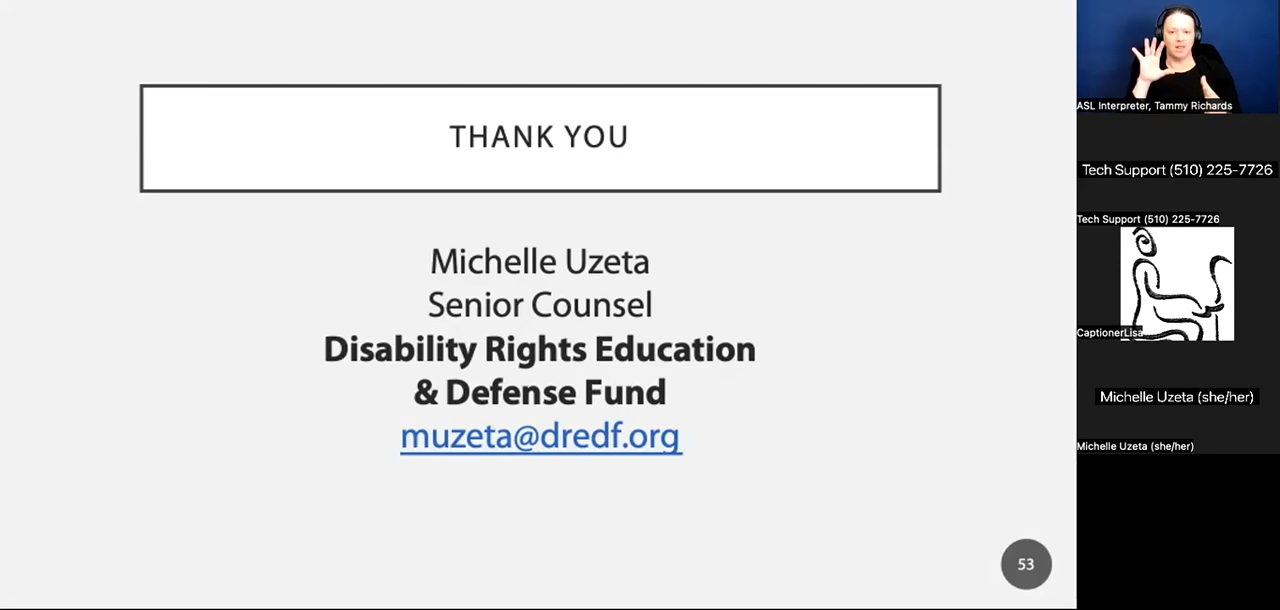 THANK YOU
Michelle Uzeta
Senior Counsel
Disability Rights Education
& Defense Fund
muzeta@dredf.org
53
ASL Interpreter, Tammy Richards
Tech Support (510) 225-7726
Tech Support (510) 225-7726
CaptionerLisa
Michelle Uzeta (she/her)
Michelle Uzeta (she/her)